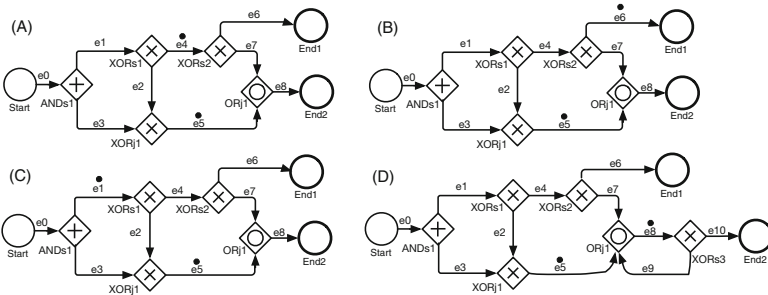 (A)
e0
Start
ANDs1
e1
XORs1
e4
XORs2
e6
End1
e7
e2
e3
XORj1
e5
ORj1
e8
End2
(B)
e0
Start
ANDs1
e1
XORs1
e4
XORs2
e6
End1
e7
e2
e3
XORj1
e5
ORj1
e8
End2
(C)
e0
Start
ANDs1
e1
XORs1
e4
XORs2
e6
End1
e7
e2
e3
XORj1
e5
ORj1
e8
End2
(D)
e0
Start
ANDs1
e1
XORs1
e4
XORs2
e6
End1
e7
e2
e3
XORj1
e5
ORj1
e8
e9
XORs3
e10
End2